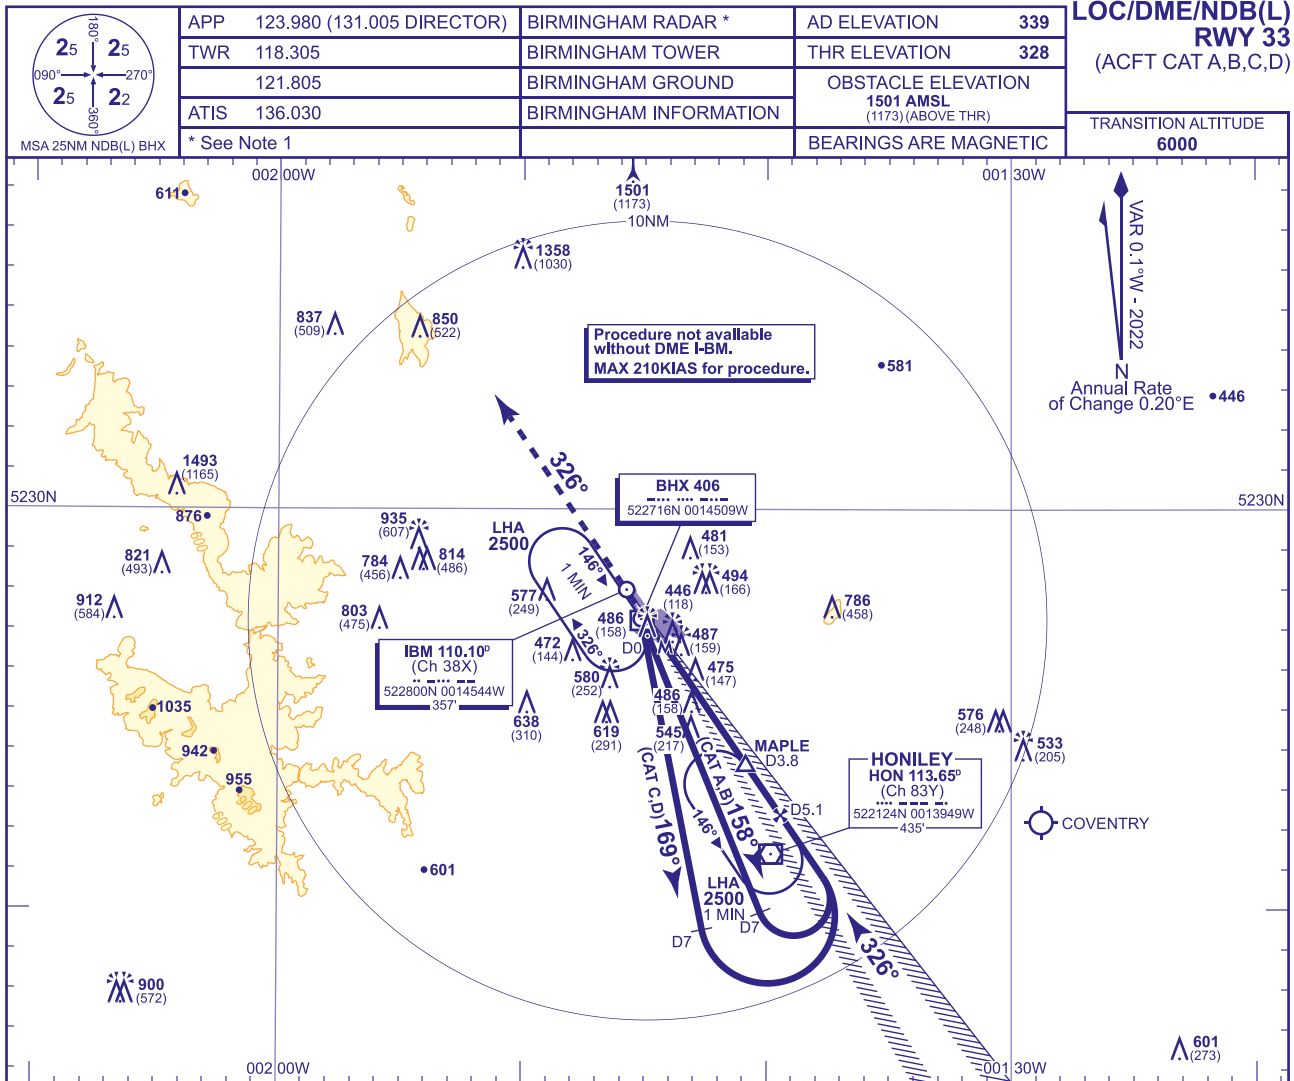 LOC/DME/NDB(L)
RWY 33
(ACFT CAT A,B,C,D)
TRANSITION ALTITUDE
6000
180°
25 25
090° 270°
25 22
360°
MSA 25NM NDB(L) BHX
APP 123.980 (131.005 DIRECTOR) BIRMINGHAM RADAR *
TWR 118.305 BIRMINGHAM TOWER
121.805 BIRMINGHAM GROUND
ATIS 136.030 BIRMINGHAM INFORMATION
* See Note 1
AD ELEVATION 339
THR ELEVATION 328
OBSTACLE ELEVATION
1501 AMSL
(1173) (ABOVE THR)
BEARINGS ARE MAGNETIC
002 00W
001 30W
611
1501
(1173)
10NM
1358
(1030)
VAR 0.1°W - 2022
N
Annual Rate
of Change 0.20°E
837
(509)
850
(522)
Procedure not available
without DME I-BM.
MAX 210KIAS for procedure.
581
446
326°
1493
(1165)
BHX 406
522716N 0014509W
5230N
5230N
876
600
935
(607)
LHA
2500
481
(153)
821
(493)
784
(456)
814
(486)
146°
1 MIN
494
(166)
912
(584)
577
(249)
446
(118)
786
(458)
803
(475)
486
(158)
326°
487
(159)
D0
472
(144)
IBM 110.10D
(Ch 38X)
522800N 0014544W
357'
580
(252)
475
(147)
486
(158)
1035
638
(310)
619
(291)
545
(217)
576
(248)
533
(205)
942
MAPLE
D3.8
HONILEY
HON 113.65D
(Ch 83Y)
522124N 0013949W
435'
955
600
900
(CAT C,D) 169°
(CAT A,B) 158°
D5.1
COVENTRY
146°
601
LHA
2500
1 MIN
D7
D7
326°
900
(572)
601
(273)
002 00W
001 30W